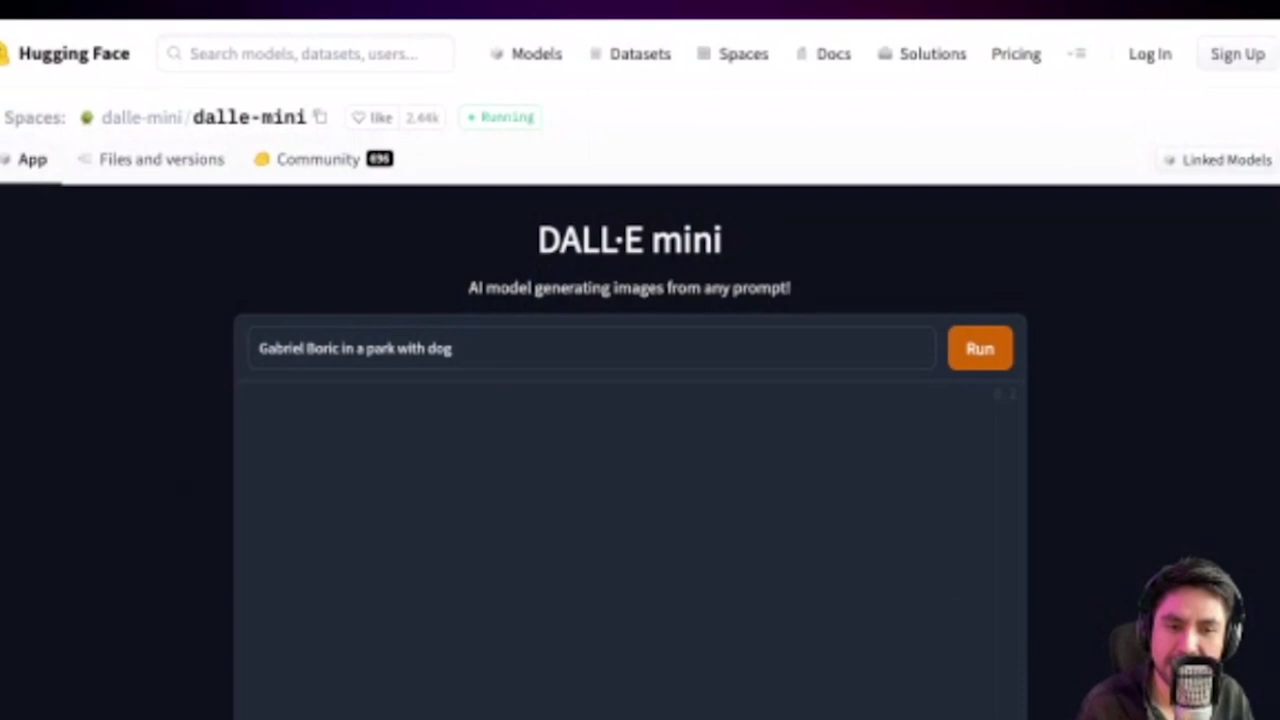 Hugging Face Search models, datasets, users... Models Datasets Spaces Docs Solutions Pricing Log In Sign Up
Spaces: dalle-mini/dalle-mini like 2.44k Running
App Files and versions Community 696 Linked Models
DALL·E mini
AI model generating images from any prompt!
Gabriel Boric in a park with dog Run